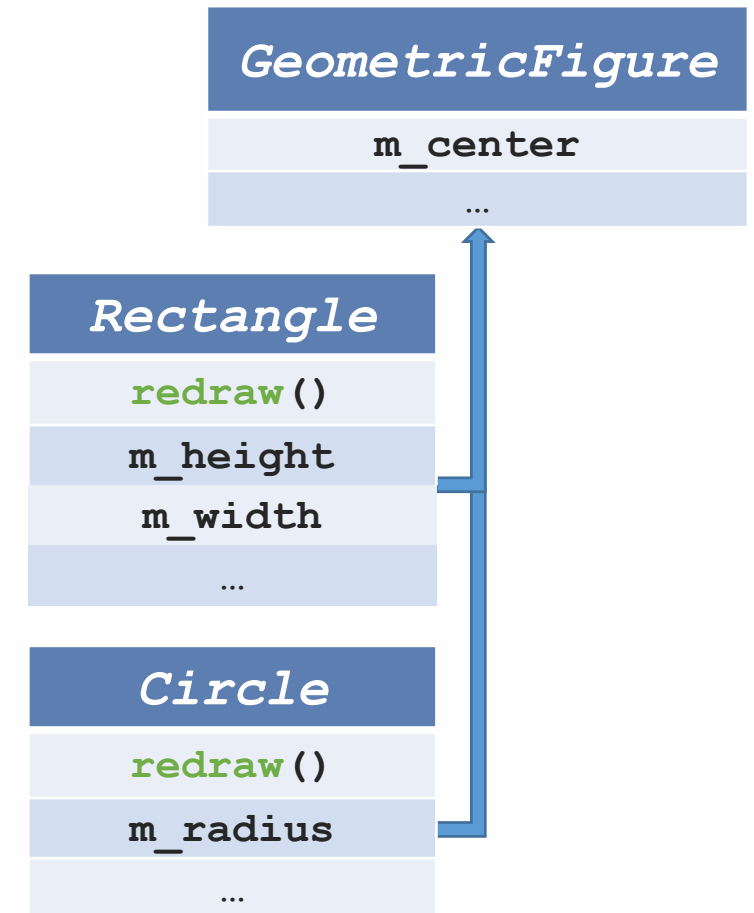 GeometricFigure
m_center
…
Rectangle
redraw()
m_height
m_width
…
Circle
redraw()
m_radius
…